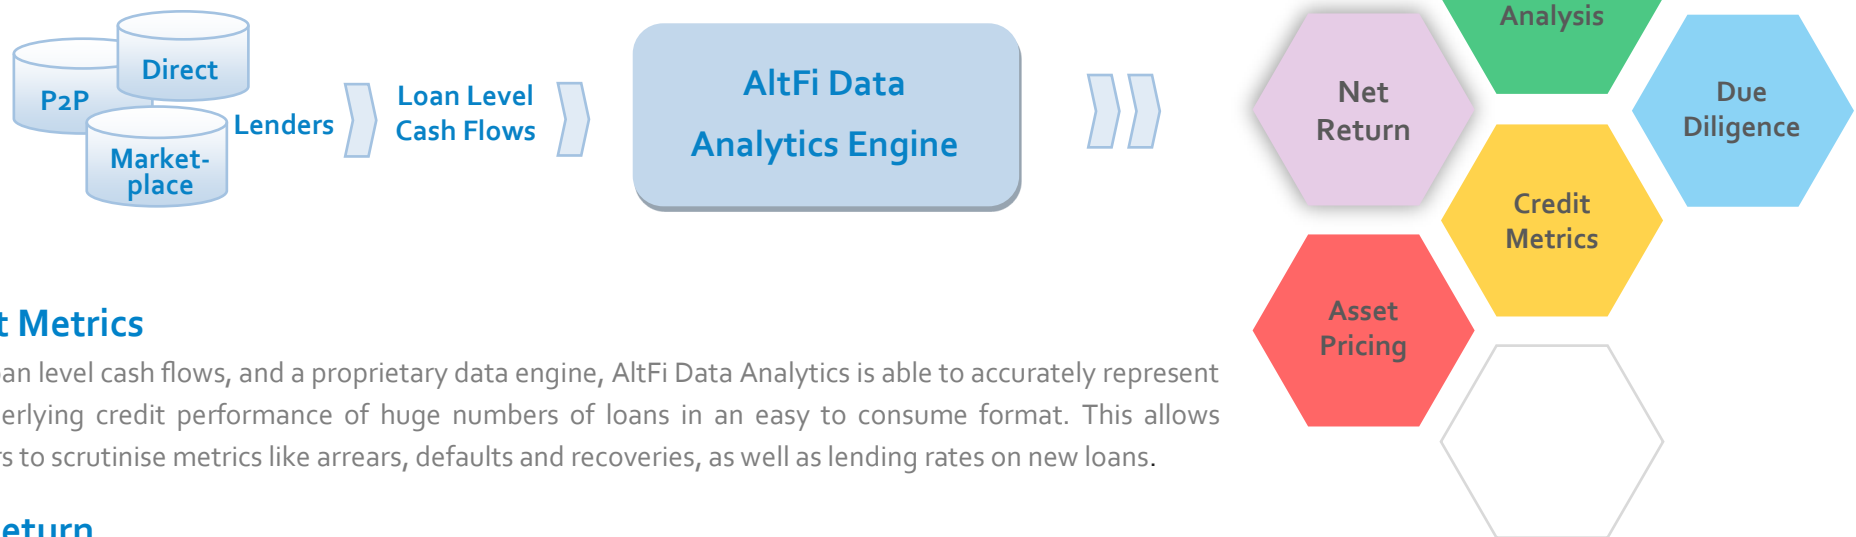 Direct
P2P
Market-
place
Lenders
Loan Level
Cash Flows
AltFi Data
Analytics Engine
Analysis
Net
Return
Due
Diligence
Credit
Metrics
Asset
Pricing
t Metrics
an level cash flows, and a proprietary data engine, AltFi Data Analytics is able to accurately represent
erlying credit performance of huge numbers of loans in an easy to consume format. This allows
rs to scrutinise metrics like arrears, defaults and recoveries, as well as lending rates on new loans.
eturn